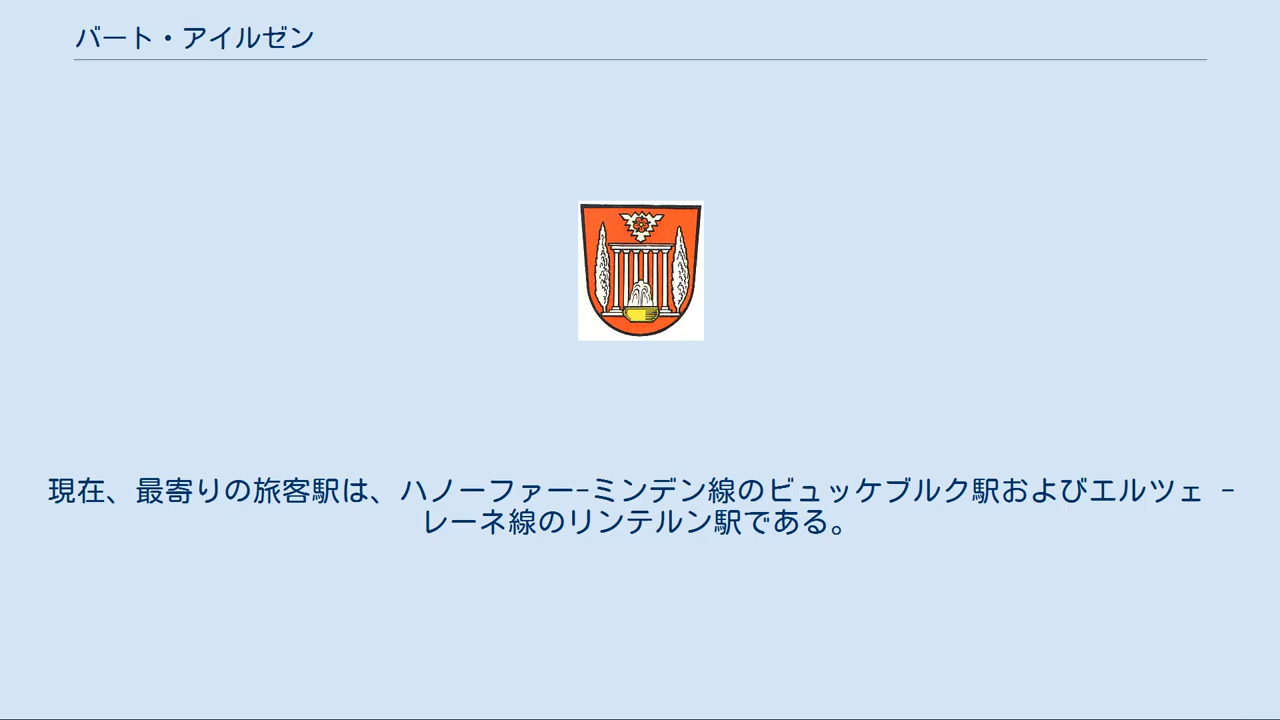 バート・アイルゼン
現在、最寄りの旅客駅は、ハノーファー-ミンデン線のビュッケブルク駅およびエルツェ -
レーネ線のリンテルン駅である。